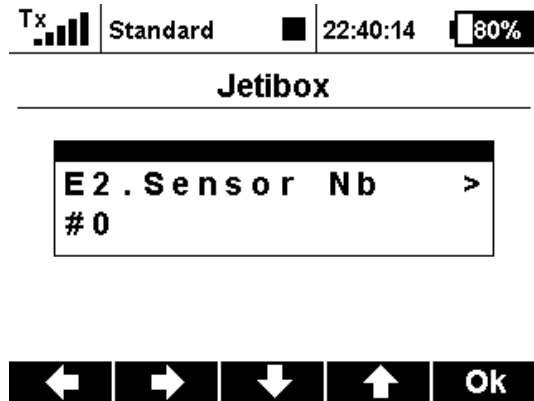 Tx Standard 22:40:14 80%
Jetibox
E2.Sensor Nb >
#0
Ok